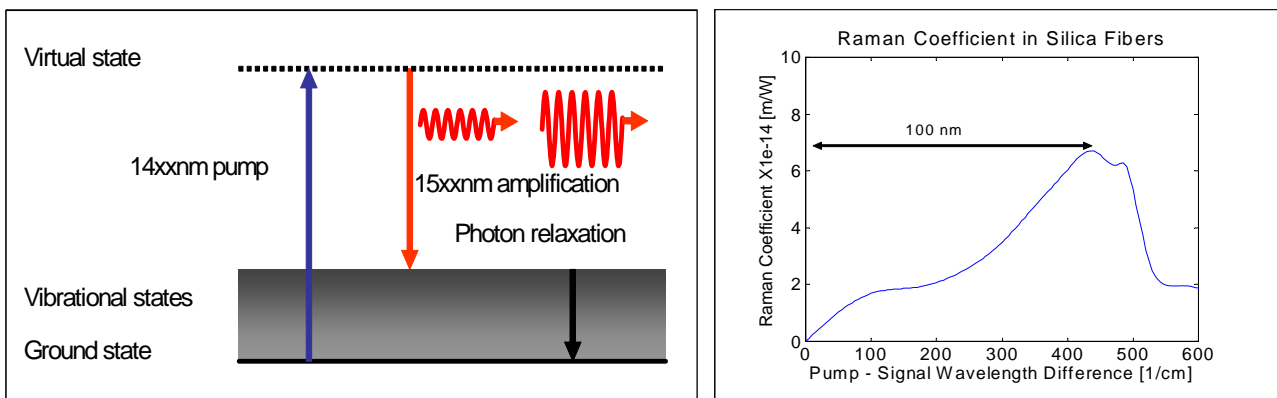 Virtual state
14xxnm pump
15xxnm amplification
Photon relaxation
Vibrational states
Ground state
Raman Coefficient in Silica Fibers
Raman Coefficient X1e-14 [m/W]
10
8
6
4
2
0
100 nm
0 100 200 300 400 500 600
Pump - Signal Wavelength Difference [1/cm]